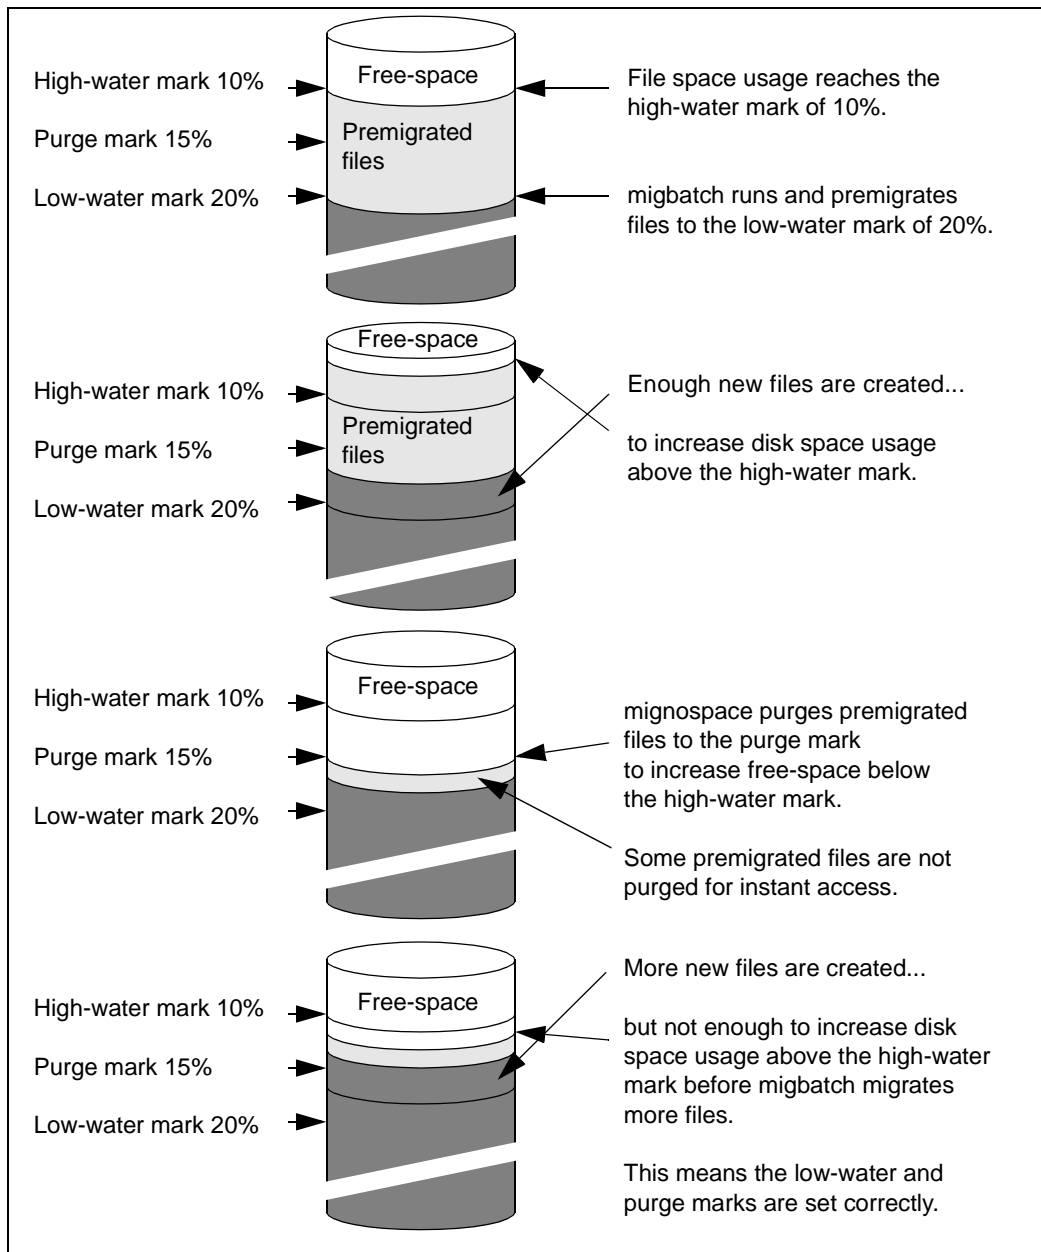 Free-space
High-water mark 10%
File space usage reaches the
high-water mark of 10%.
Premigrated
files
Purge mark 15%
Low-water mark 20%
migbatch runs and premigrates
files to the low-water mark of 20%.
Free-space
High-water mark 10%
Enough new files are created...
Premigrated
files
Purge mark 15%
to increase disk space usage
above the high-water mark.
Low-water mark 20%
Free-space
High-water mark 10%
mignospace purges premigrated
files to the purge mark
to increase free-space below
the high-water mark.
Purge mark 15%
Low-water mark 20%
Some premigrated files are not
purged for instant access.
More new files are created...
Free-space
High-water mark 10%
but not enough to increase disk
space usage above the high-water
mark before migbatch migrates
more files.
Purge mark 15%
Low-water mark 20%
This means the low-water and
purge marks are set correctly.